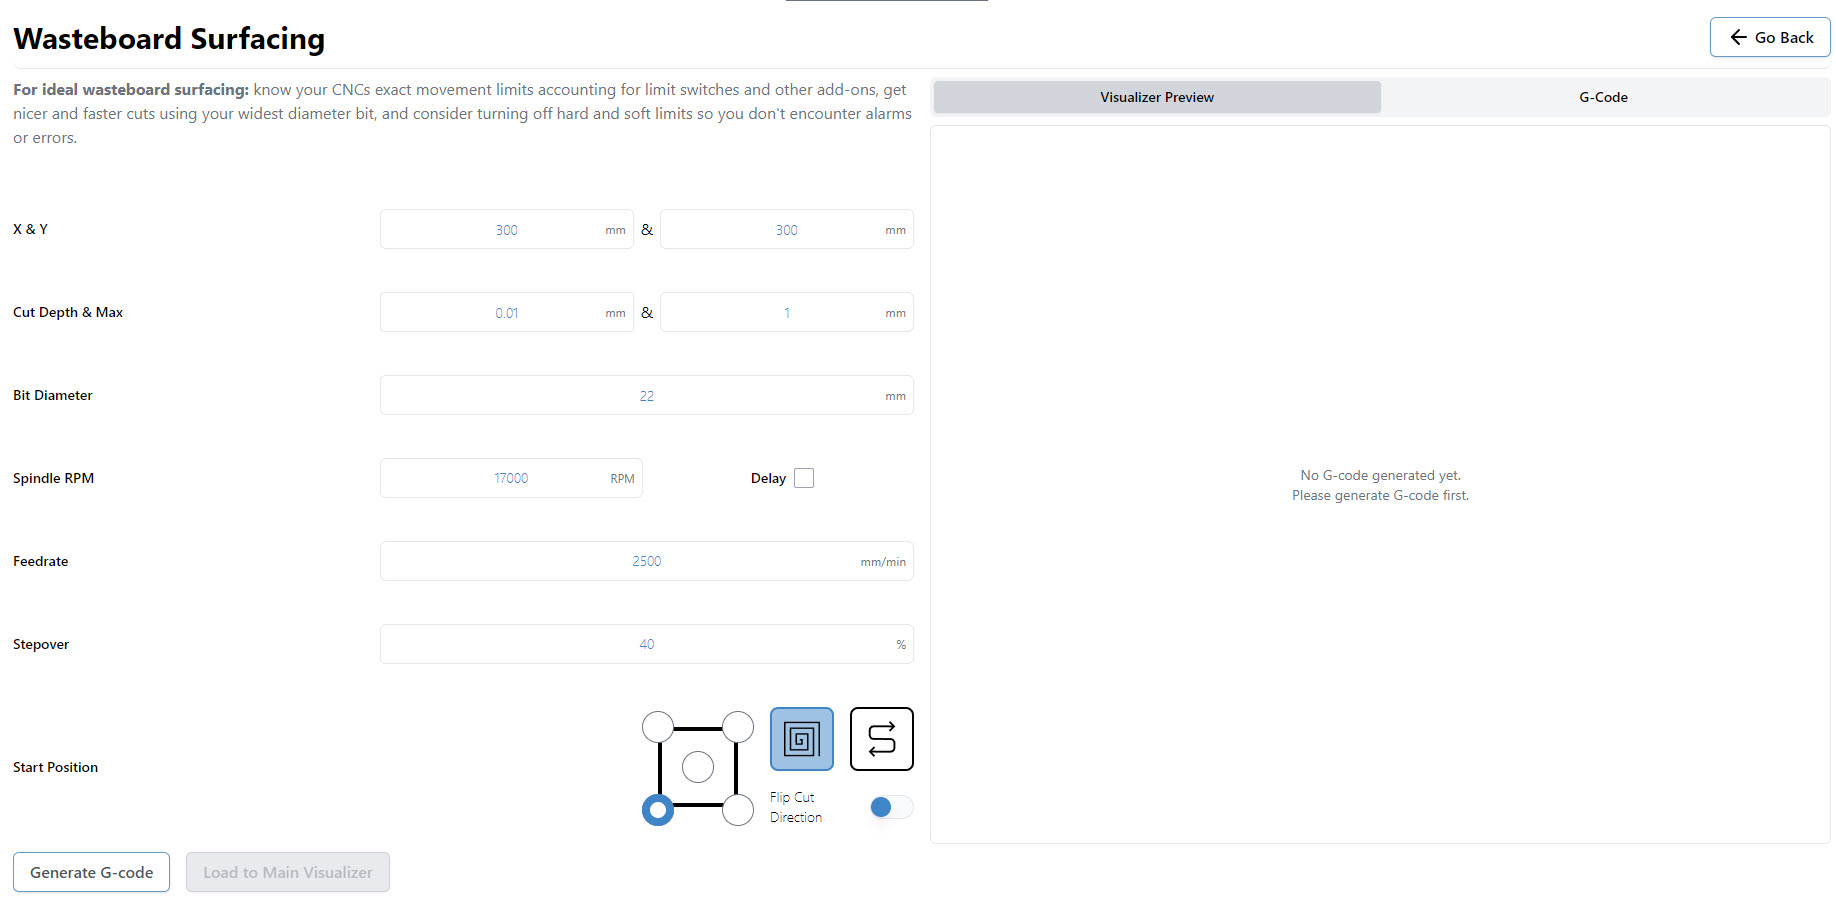 Wasteboard Surfacing
Go Back
For ideal wasteboard surfacing: know your CNCs exact movement limits accounting for limit switches and other add-ons, get
nicer and faster cuts using your widest diameter bit, and consider turning off hard and soft limits so you don't encounter alarms
or errors.
Visualizer Preview
G-Code
X & Y
300 mm & 300 mm
Cut Depth & Max
0.01 mm & 1 mm
Bit Diameter
22 mm
Spindle RPM
17000 RPM
Delay
Feedrate
2500 mm/min
Stepover
40 %
Start Position
Flip Cut
Direction
Generate G-code
Load to Main Visualizer
No G-code generated yet.
Please generate G-code first.